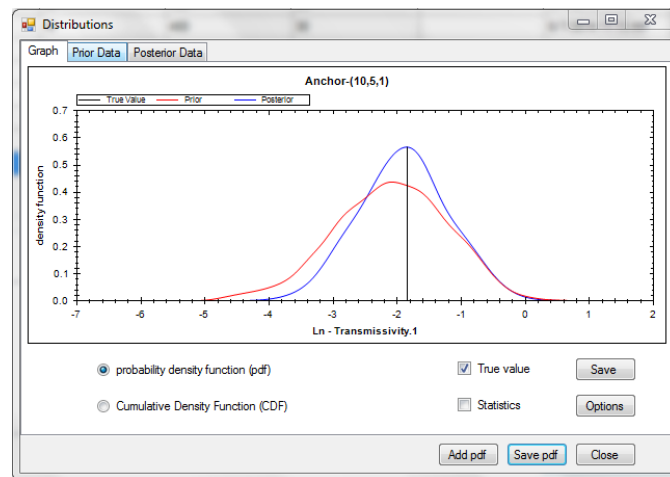 Distributions
Graph Prior Data Posterior Data
Anchor-(10,5,1)
True Value Prior Posterior
0.7
0.6
0.5
0.4
0.3
0.2
0.1
0.0
density function
-7 -6 -5 -4 -3 -2 -1 0 1 2
Ln - Transmissivity.1
probability density function (pdf) True value Save
Cumulative Density Function (CDF) Statistics Options
Add pdf Save pdf Close